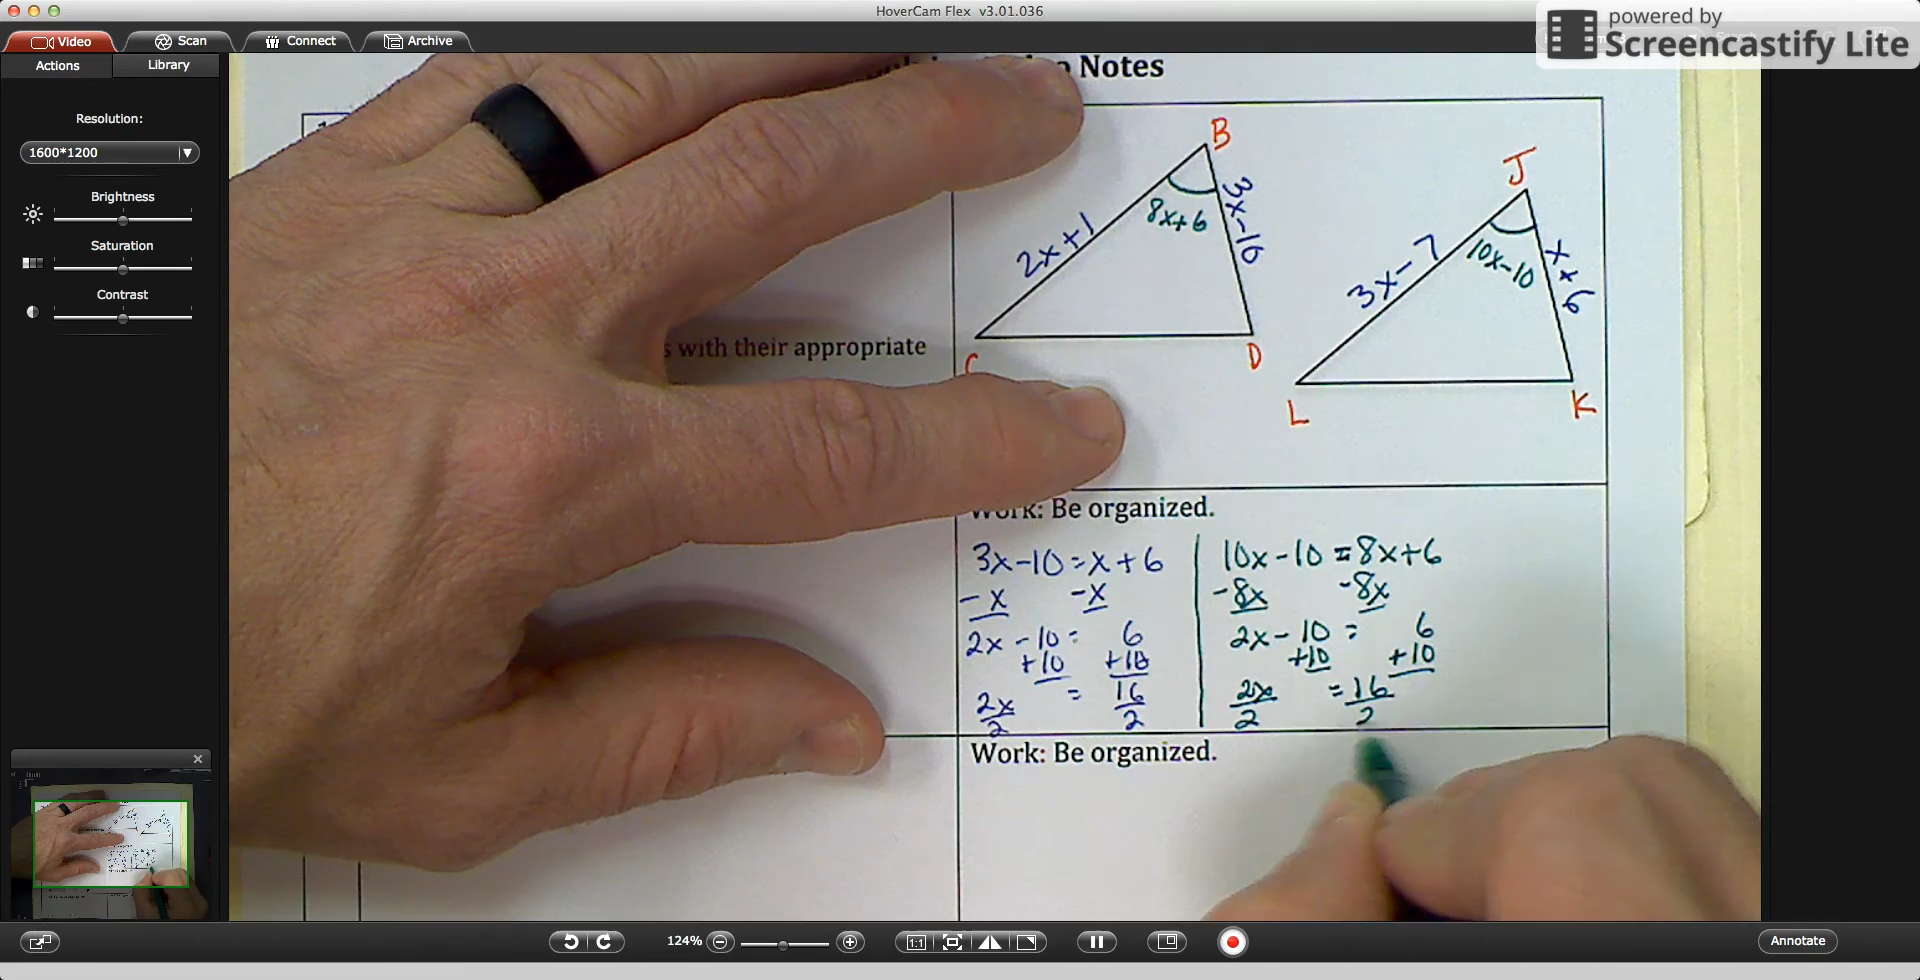 HoverCam Flex v3.01.036
powered by
Screencastify Lite
Video
Scan
Connect
Archive
Actions
Library
Resolution:
1600*1200
Brightness
Saturation
Contrast
Notes
B
J
2x+1
8x+6
3x-10
3x-7
10x-10
x+6
s with their appropriate
C
D
L
K
Work: Be organized.
3x-10=x+6
-x -x
2x-10= 6
+10 +10
2x = 16
2 2
10x-10=8x+6
-8x -8x
2x-10= 6
+10 +10
2x =16
2 2
Work: Be organized.
124%
1:1
Annotate